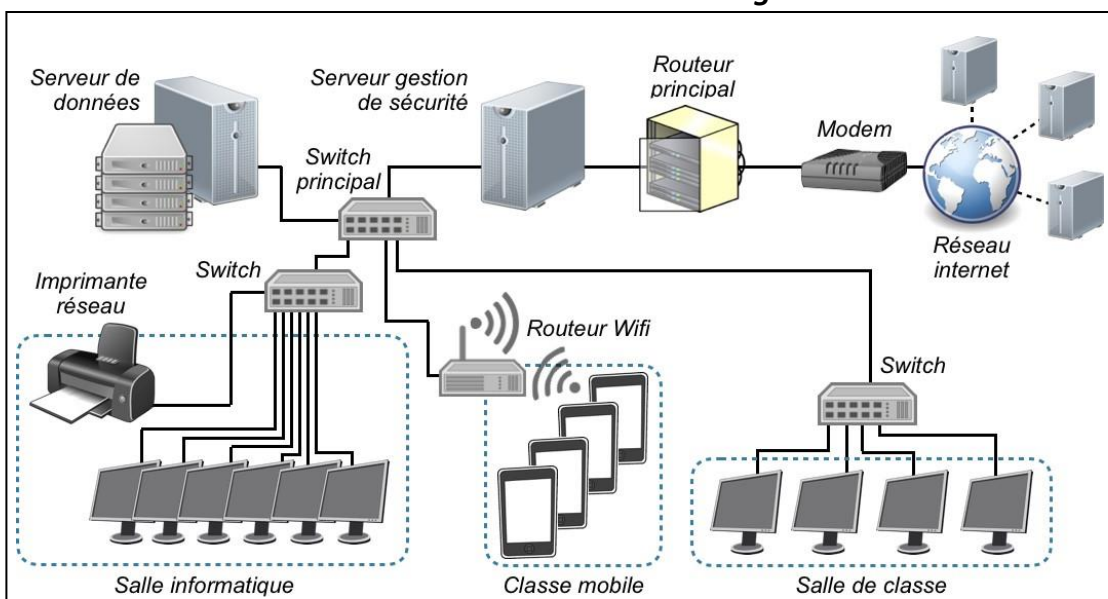 Serveur de
données
Serveur gestion
de sécurité
Routeur
principal
Modem
Switch
principal
Réseau
internet
Switch
Imprimante
réseau
Routeur Wifi
Switch
Salle informatique
Classe mobile
Salle de classe